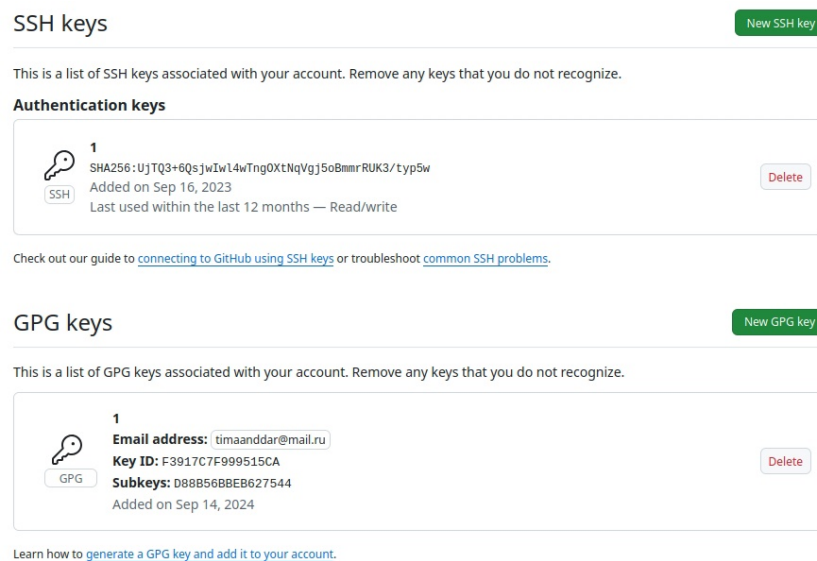 SSH keys
New SSH key
This is a list of SSH keys associated with your account. Remove any keys that you do not recognize.
Authentication keys
1
SHA256:UjTQ3+6QsjwIwl4wTngOXtNqVgj5oBmmrRUK3/typ5w
SSH
Added on Sep 16, 2023
Last used within the last 12 months — Read/write
Delete
Check out our guide to connecting to GitHub using SSH keys or troubleshoot common SSH problems.
GPG keys
New GPG key
This is a list of GPG keys associated with your account. Remove any keys that you do not recognize.
1
Email address: timaanddar@mail.ru
Key ID: F3917C7F999515CA
GPG
Subkeys: D88B56BBEB627544
Added on Sep 14, 2024
Delete
Learn how to generate a GPG key and add it to your account.